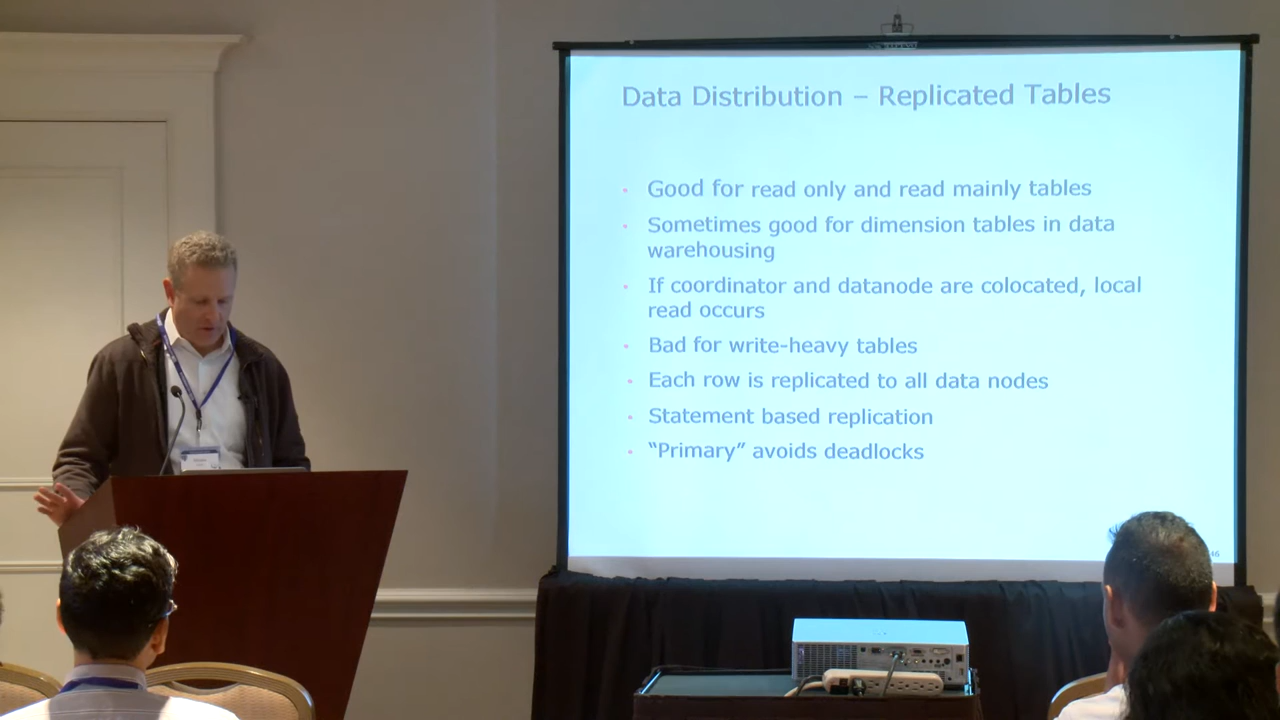 Data Distribution – Replicated Tables
Good for read only and read mainly tables
Sometimes good for dimension tables in data
warehousing
If coordinator and datanode are colocated, local
read occurs
Bad for write-heavy tables
Each row is replicated to all data nodes
Statement based replication
“Primary” avoids deadlocks
46